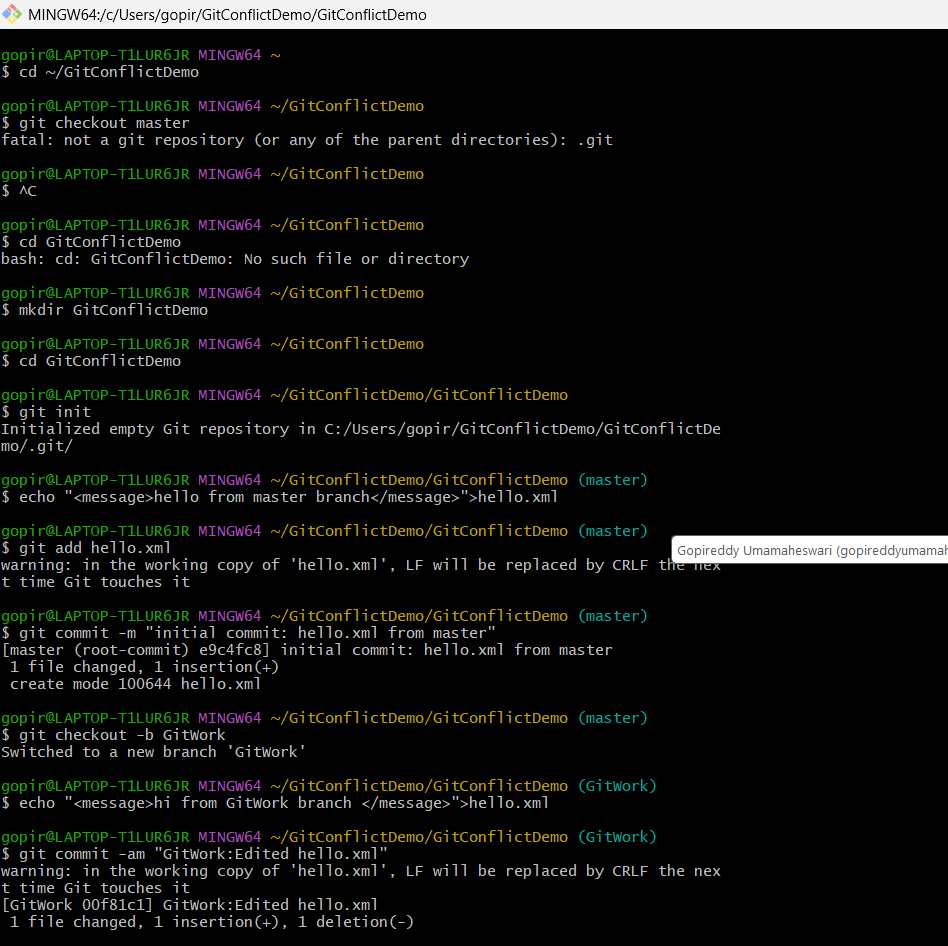 MINGW64:/c/Users/gopir/GitConflictDemo/GitConflictDemo
gopir@LAPTOP-T1LUR6JR MINGW64 ~
$ cd ~/GitConflictDemo
gopir@LAPTOP-T1LUR6JR MINGW64 ~/GitConflictDemo
$ git checkout master
fatal: not a git repository (or any of the parent directories): .git
gopir@LAPTOP-T1LUR6JR MINGW64 ~/GitConflictDemo
$ ^C
gopir@LAPTOP-T1LUR6JR MINGW64 ~/GitConflictDemo
$ cd GitConflictDemo
bash: cd: GitConflictDemo: No such file or directory
gopir@LAPTOP-T1LUR6JR MINGW64 ~/GitConflictDemo
$ mkdir GitConflictDemo
gopir@LAPTOP-T1LUR6JR MINGW64 ~/GitConflictDemo
$ cd GitConflictDemo
gopir@LAPTOP-T1LUR6JR MINGW64 ~/GitConflictDemo/GitConflictDemo
$ git init
Initialized empty Git repository in C:/Users/gopir/GitConflictDemo/GitConflictDe
mo/.git/
gopir@LAPTOP-T1LUR6JR MINGW64 ~/GitConflictDemo/GitConflictDemo (master)
$ echo "<message>hello from master branch</message>">hello.xml
gopir@LAPTOP-T1LUR6JR MINGW64 ~/GitConflictDemo/GitConflictDemo (master)
$ git add hello.xml
Gopireddy Umamaheswari (gopireddyumamah
warning: in the working copy of 'hello.xml', LF will be replaced by CRLF the nex
t time Git touches it
gopir@LAPTOP-T1LUR6JR MINGW64 ~/GitConflictDemo/GitConflictDemo (master)
$ git commit -m "initial commit: hello.xml from master"
[master (root-commit) e9c4fc8] initial commit: hello.xml from master
 1 file changed, 1 insertion(+)
 create mode 100644 hello.xml
gopir@LAPTOP-T1LUR6JR MINGW64 ~/GitConflictDemo/GitConflictDemo (master)
$ git checkout -b GitWork
Switched to a new branch 'GitWork'
gopir@LAPTOP-T1LUR6JR MINGW64 ~/GitConflictDemo/GitConflictDemo (GitWork)
$ echo "<message>hi from GitWork branch </message>">hello.xml
gopir@LAPTOP-T1LUR6JR MINGW64 ~/GitConflictDemo/GitConflictDemo (GitWork)
$ git commit -am "GitWork:Edited hello.xml"
warning: in the working copy of 'hello.xml', LF will be replaced by CRLF the nex
t time Git touches it
[GitWork 00f81c1] GitWork:Edited hello.xml
 1 file changed, 1 insertion(+), 1 deletion(-)